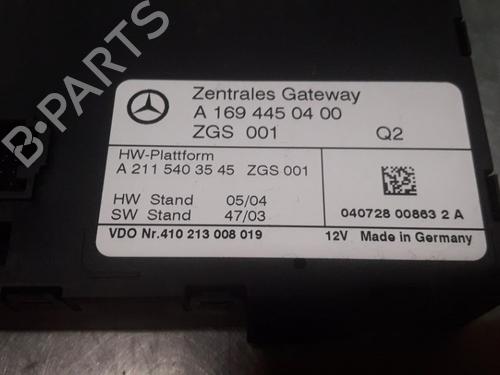 Zentrales Gateway
A 169 445 04 00
ZGS 001 Q2
HW-Plattform
A 211 540 35 45 ZGS 001
HW Stand 05/04
SW Stand 47/03
040728 00863 2 A
VDO Nr. 410 213 008 019 12V Made in Germany
B-PARTS